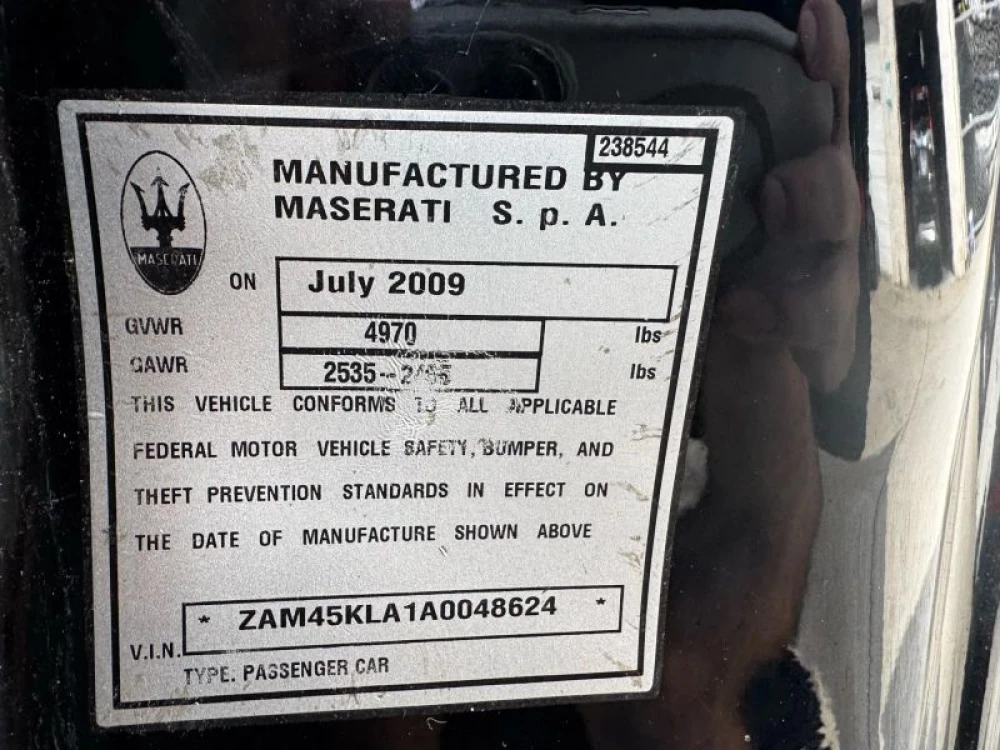 238544
MANUFACTURED BY
MASERATI S. p. A.
MASERATI
ON July 2009
GVWR 4970 lbs
GAWR 2535-- lbs
THIS VEHICLE CONFORMS TO ALL APPLICABLE
FEDERAL MOTOR VEHICLE SAFETY, BUMPER, AND
THEFT PREVENTION STANDARDS IN EFFECT ON
THE DATE OF MANUFACTURE SHOWN ABOVE
V.I.N. * ZAM45KLA1A0048624 *
TYPE: PASSENGER CAR